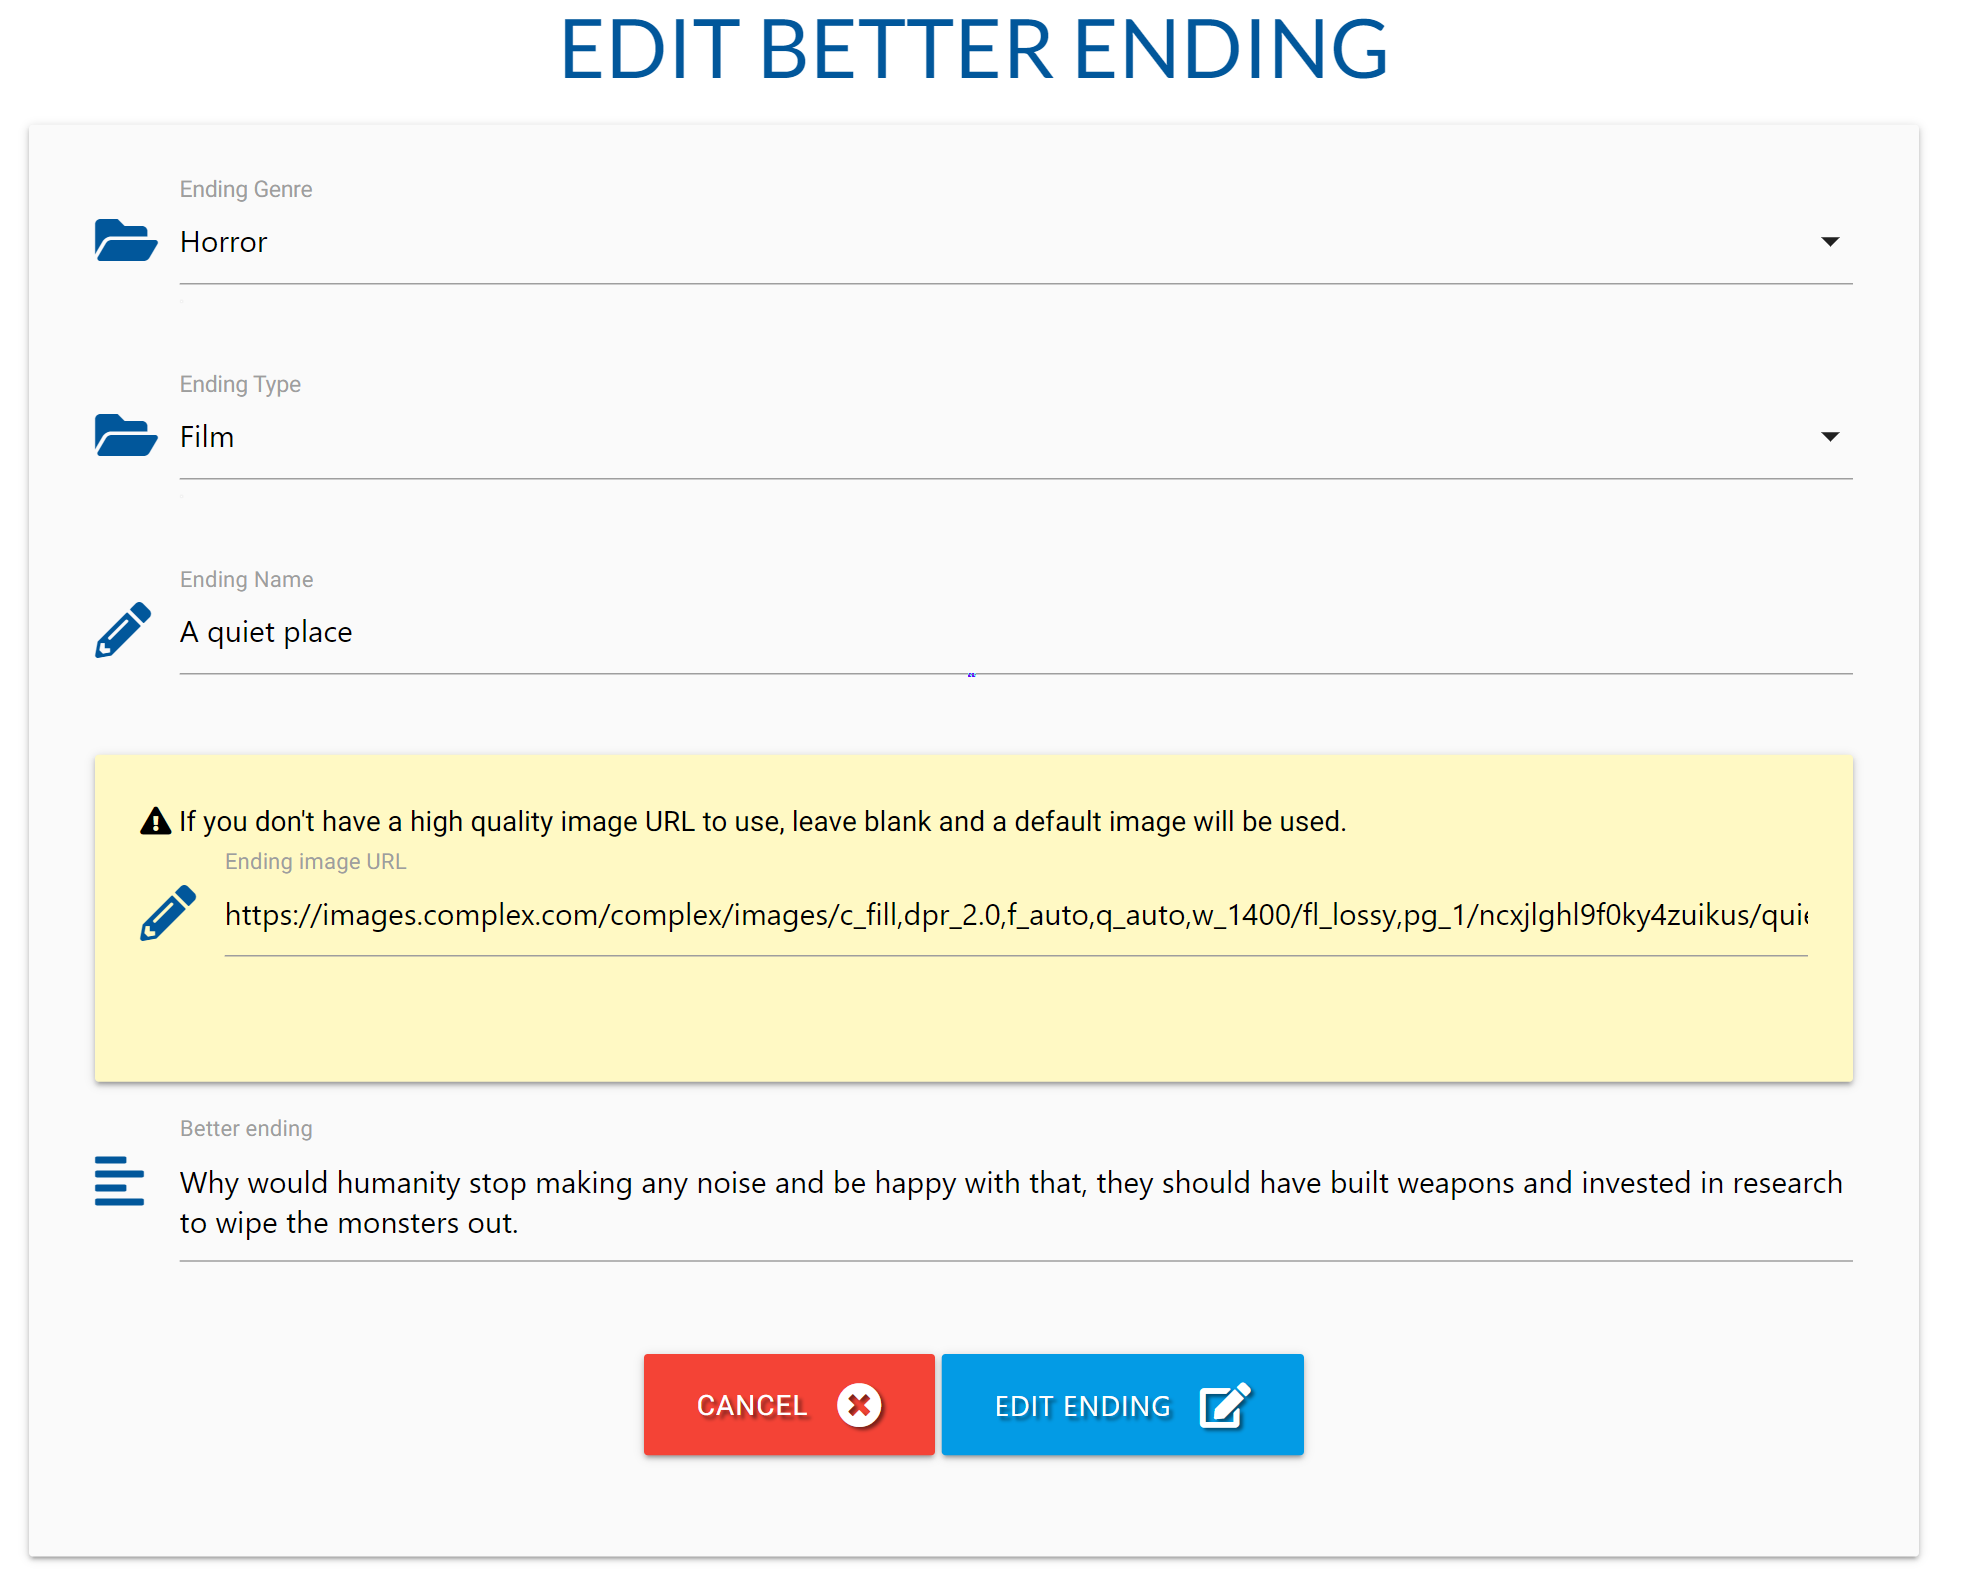 EDIT BETTER ENDING
Ending Genre
Horror
Ending Type
Film
Ending Name
A quiet place
If you don't have a high quality image URL to use, leave blank and a default image will be used.
Ending image URL
https://images.complex.com/complex/images/c_fill,dpr_2.0,f_auto,q_auto,w_1400/fl_lossy,pg_1/ncxjlghl9f0ky4zuikus/quie
Better ending
Why would humanity stop making any noise and be happy with that, they should have built weapons and invested in research
to wipe the monsters out.
CANCEL
EDIT ENDING